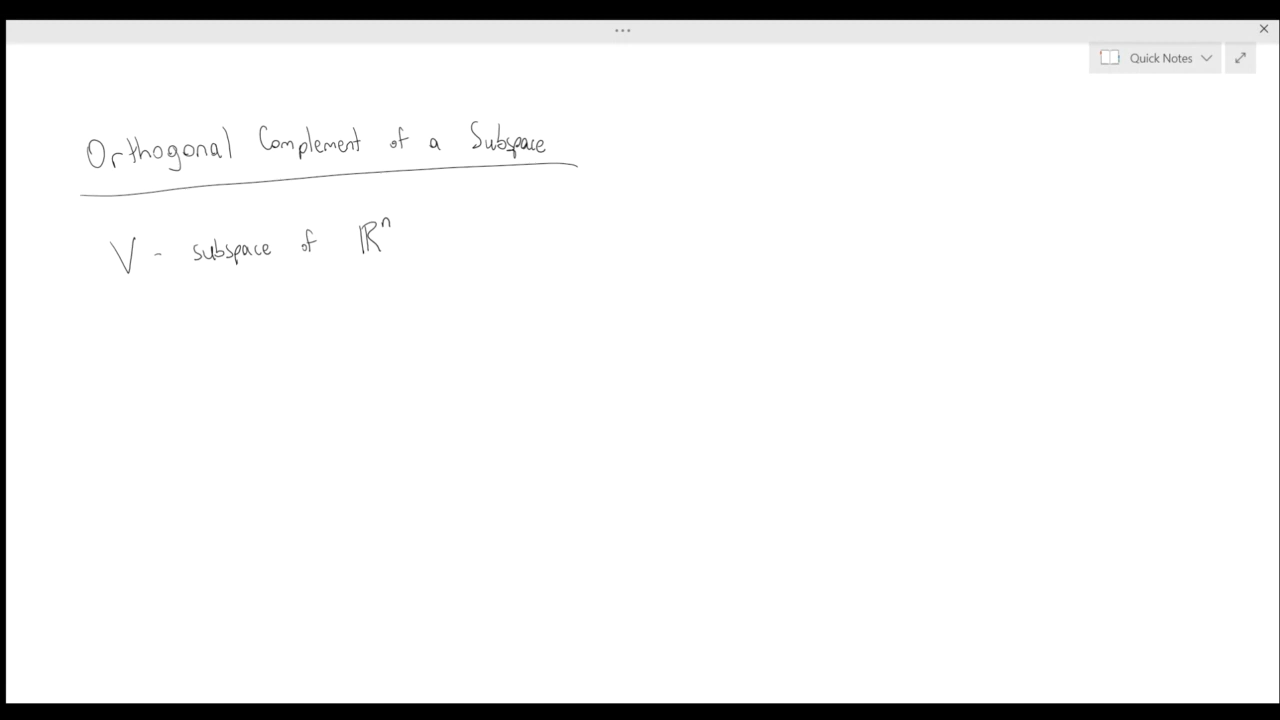 Quick Notes
Orthogonal Complement of a Subspace
V - subspace of ℝⁿ